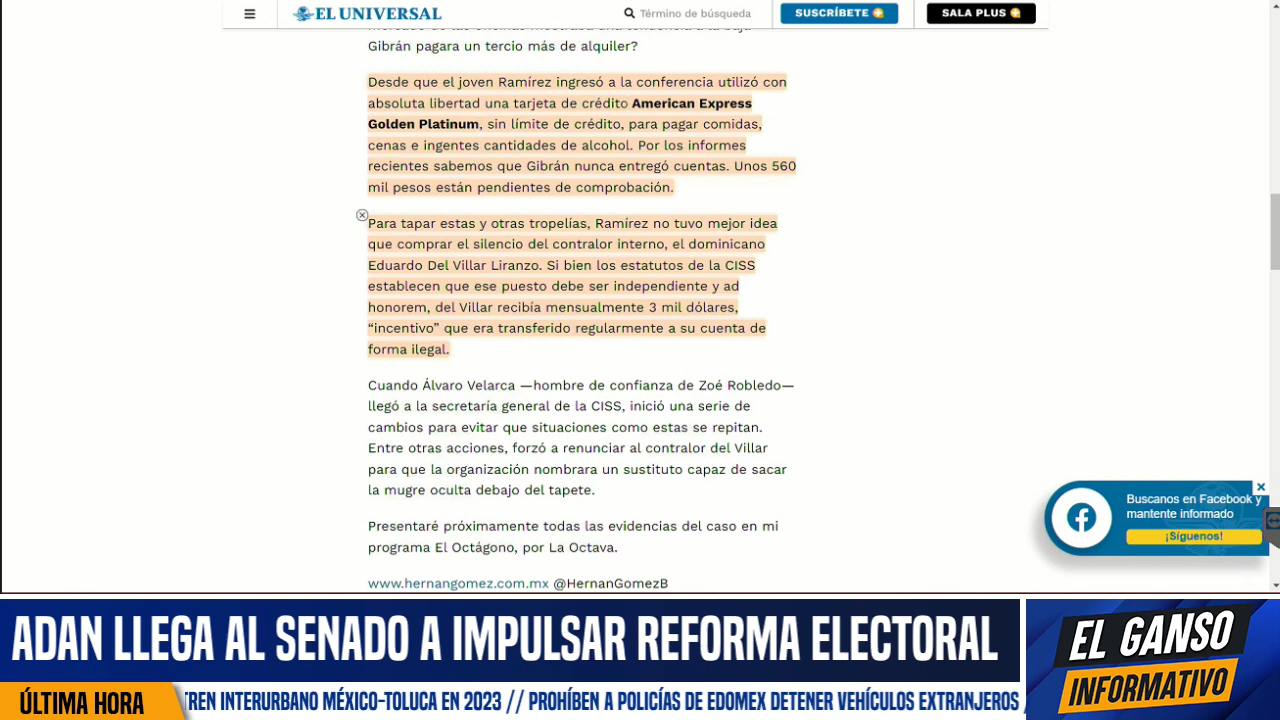 EL UNIVERSAL
Término de búsqueda
SUSCRÍBETE
SALA PLUS
Gibrán pagara un tercio más de alquiler?
Desde que el joven Ramírez ingresó a la conferencia utilizó con
absoluta libertad una tarjeta de crédito American Express
Golden Platinum, sin límite de crédito, para pagar comidas,
cenas e ingentes cantidades de alcohol. Por los informes
recientes sabemos que Gibrán nunca entregó cuentas. Unos 560
mil pesos están pendientes de comprobación.
Para tapar estas y otras tropelías, Ramírez no tuvo mejor idea
que comprar el silencio del contralor interno, el dominicano
Eduardo Del Villar Liranzo. Si bien los estatutos de la CISS
establecen que ese puesto debe ser independiente y ad
honorem, del Villar recibía mensualmente 3 mil dólares,
“incentivo” que era transferido regularmente a su cuenta de
forma ilegal.
Cuando Álvaro Velarca —hombre de confianza de Zoé Robledo—
llegó a la secretaría general de la CISS, inició una serie de
cambios para evitar que situaciones como estas se repitan.
Entre otras acciones, forzó a renunciar al contralor del Villar
para que la organización nombrara un sustituto capaz de sacar
la mugre oculta debajo del tapete.
Presentaré próximamente todas las evidencias del caso en mi
programa El Octágono, por La Octava.
www.hernangomez.com.mx @HernanGomezB
Buscanos en Facebook y
mantente informado
¡Síguenos!
ADAN LLEGA AL SENADO A IMPULSAR REFORMA ELECTORAL
EL GANSO
INFORMATIVO
ÚLTIMA HORA
TREN INTERURBANO MÉXICO-TOLUCA EN 2023 // PROHÍBEN A POLICÍAS DE EDOMEX DETENER VEHÍCULOS EXTRANJEROS /